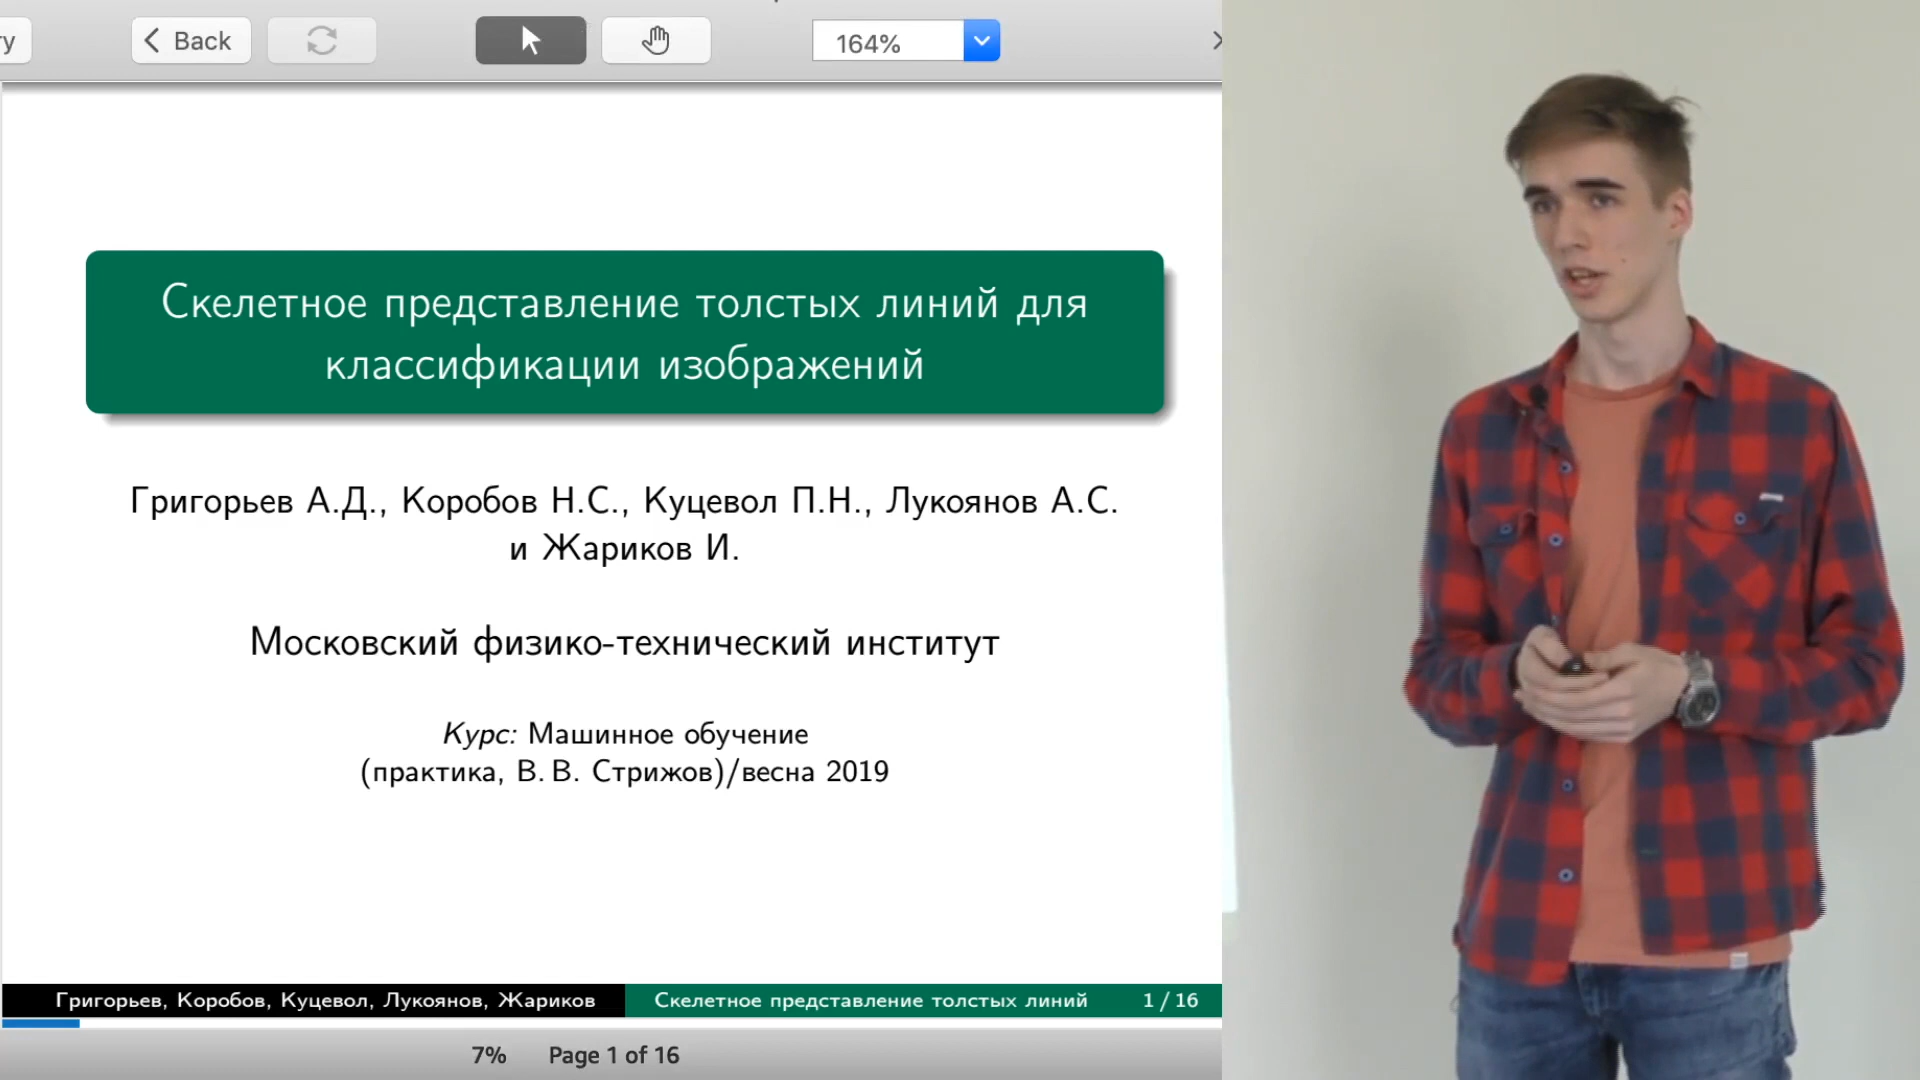 Back
164%
Скелетное представление толстых линий для
классификации изображений
Григорьев А.Д., Коробов Н.С., Куцевол П.Н., Лукоянов А.С.
и Жариков И.
Московский физико-технический институт
Курс: Машинное обучение
(практика, В. В. Стрижов)/весна 2019
Григорьев, Коробов, Куцевол, Лукоянов, Жариков
Скелетное представление толстых линий
1 / 16
7%
Page 1 of 16